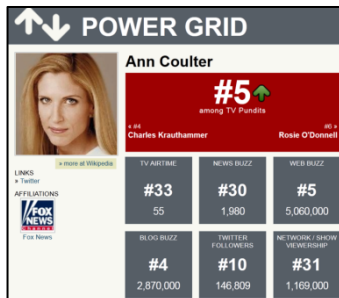 POWER GRID
Ann Coulter
#5
among TV Pundits
« #4
Charles Krauthammer
#6 »
Rosie O'Donnell
» more at Wikipedia
LINKS
» Twitter
AFFILIATIONS
FOX
NEWS
channel
Fox News
TV AIRTIME
#33
55
NEWS BUZZ
#30
1,980
WEB BUZZ
#5
5,060,000
BLOG BUZZ
#4
2,870,000
TWITTER
FOLLOWERS
#10
146,809
NETWORK / SHOW
VIEWERSHIP
#31
1,169,000